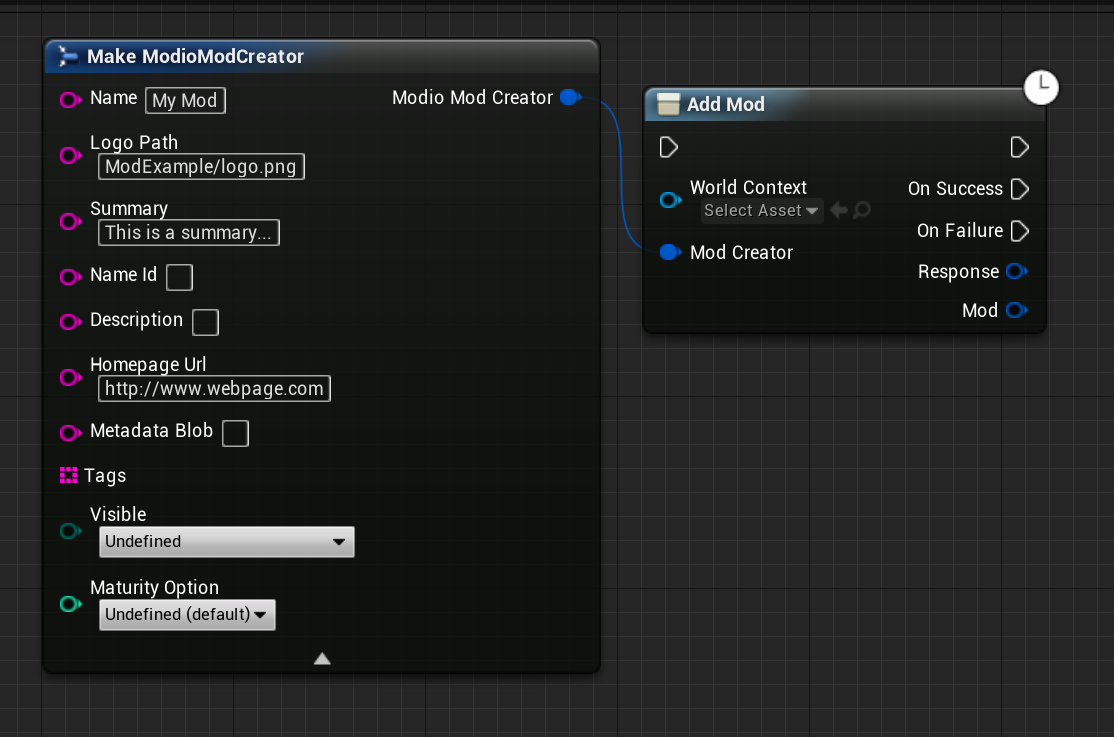 Make ModioModCreator
Name My Mod
Modio Mod Creator
Logo Path
ModExample/logo.png
Summary
This is a summary...
Name Id
Description
Homepage Url
http://www.webpage.com
Metadata Blob
Tags
Visible
Undefined
Maturity Option
Undefined (default)
Add Mod
World Context
Select Asset
Mod Creator
On Success
On Failure
Response
Mod